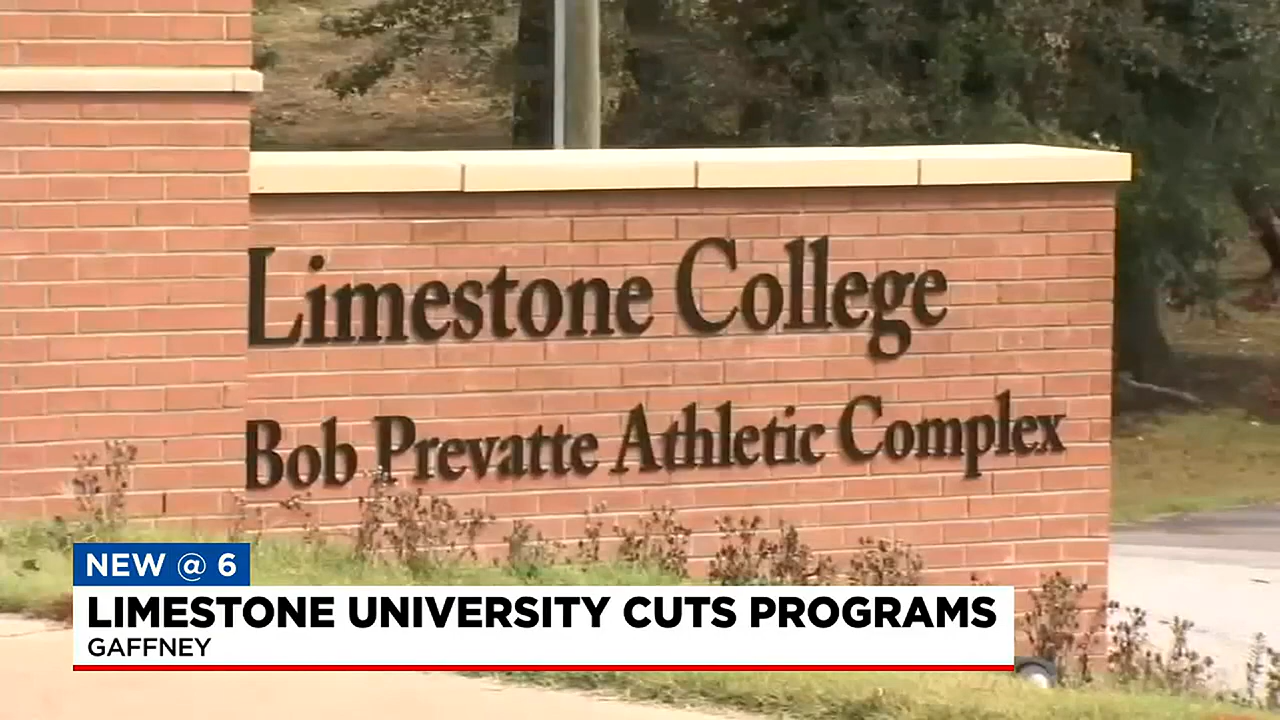 Limestone College
Bob Prevatte Athletic Complex
NEW @ 6
LIMESTONE UNIVERSITY CUTS PROGRAMS
GAFFNEY